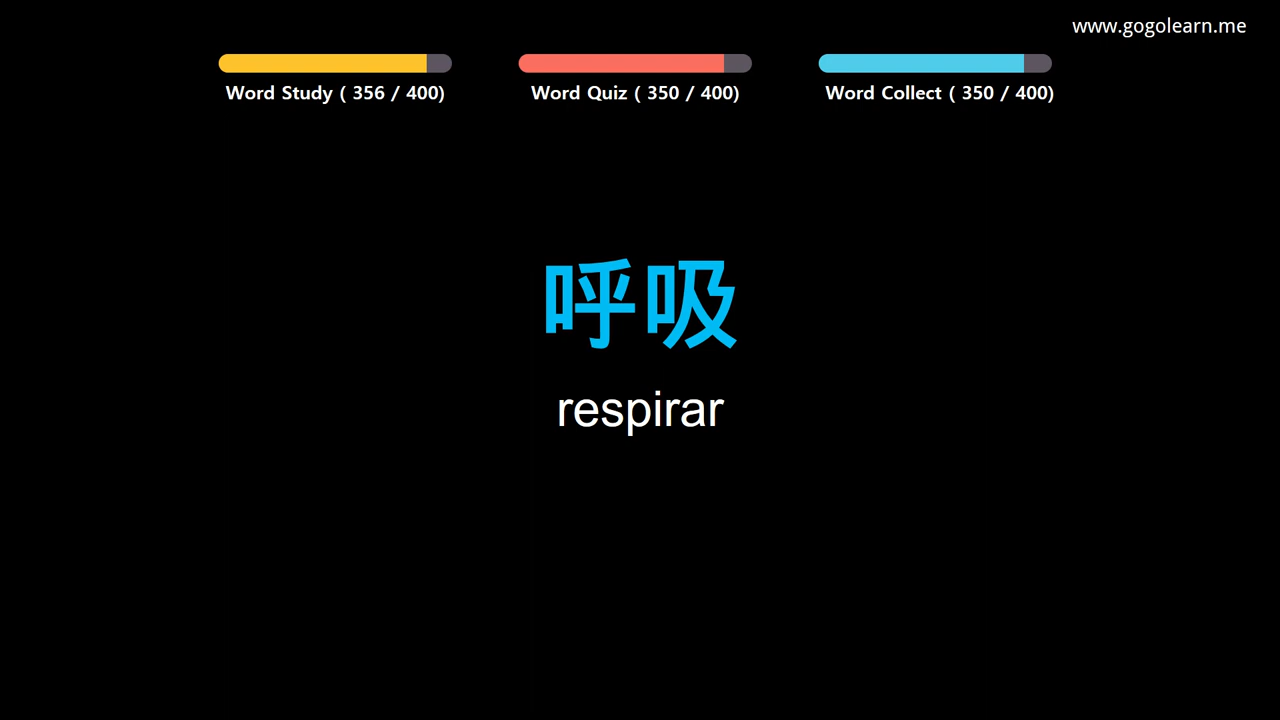 www.gogolearn.me
Word Study ( 356 / 400)
Word Quiz ( 350 / 400)
Word Collect ( 350 / 400)
呼吸
respirar